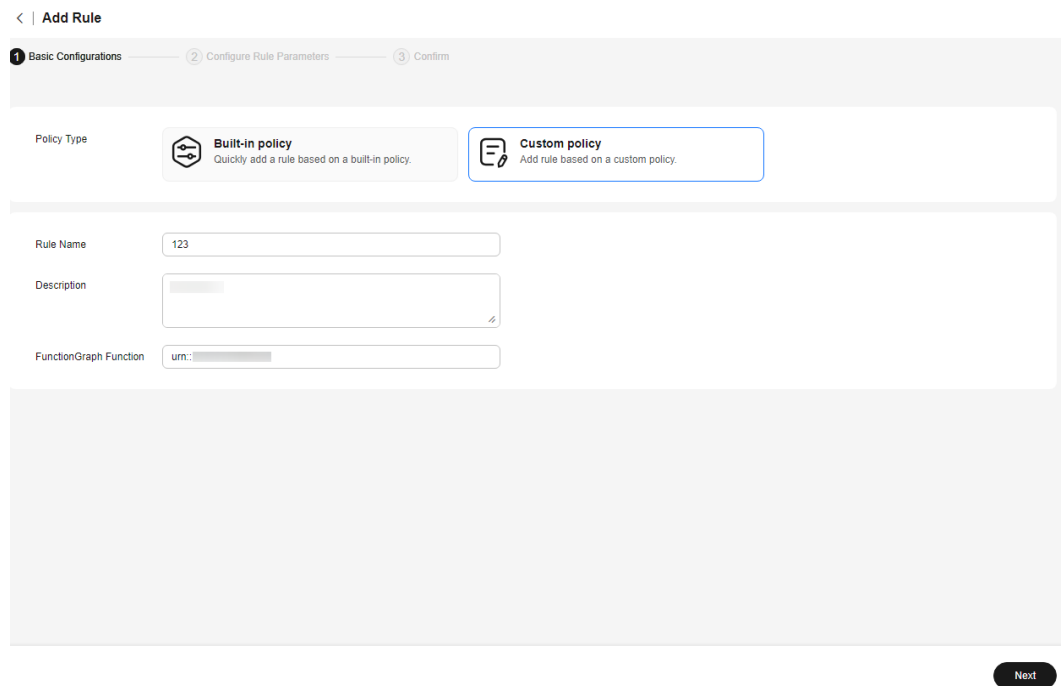 Add Rule
1 Basic Configurations 2 Configure Rule Parameters 3 Confirm
Policy Type
Built-in policy
Quickly add a rule based on a built-in policy.
Custom policy
Add rule based on a custom policy.
Rule Name
123
Description
FunctionGraph Function
urn::
Next